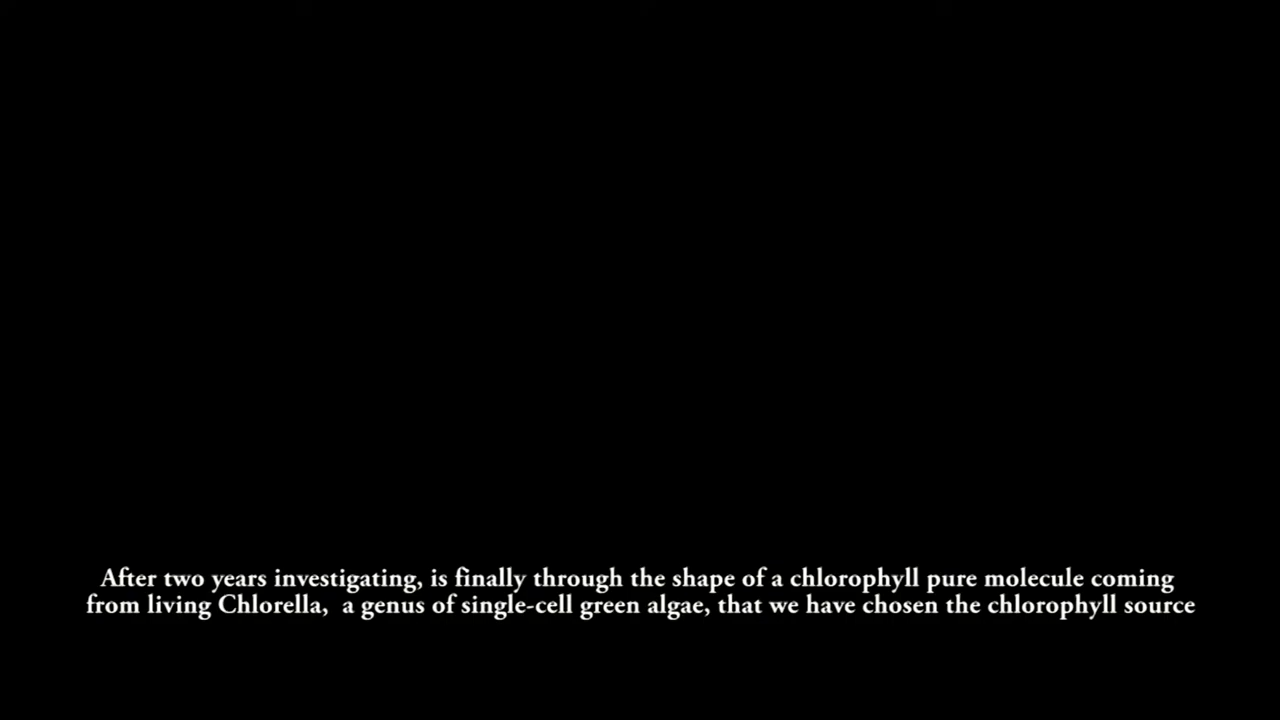 After two years investigating, is finally through the shape of a chlorophyll pure molecule coming
from living Chlorella,  a genus of single-cell green algae, that we have chosen the chlorophyll source